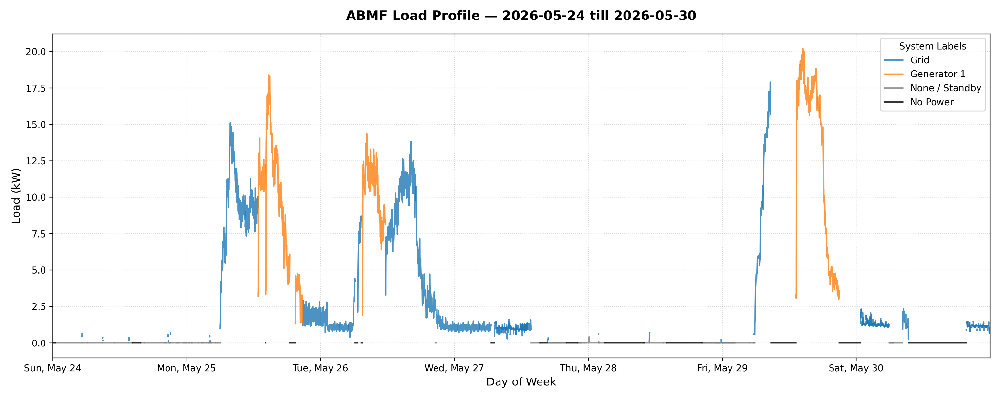 ABMF Load Profile — 2026-05-24 till 2026-05-30
System Labels
Grid
Generator 1
None / Standby
No Power
Load (kW)
20.0
17.5
15.0
12.5
10.0
7.5
5.0
2.5
0.0
Sun, May 24
Mon, May 25
Tue, May 26
Wed, May 27
Thu, May 28
Fri, May 29
Sat, May 30
Day of Week